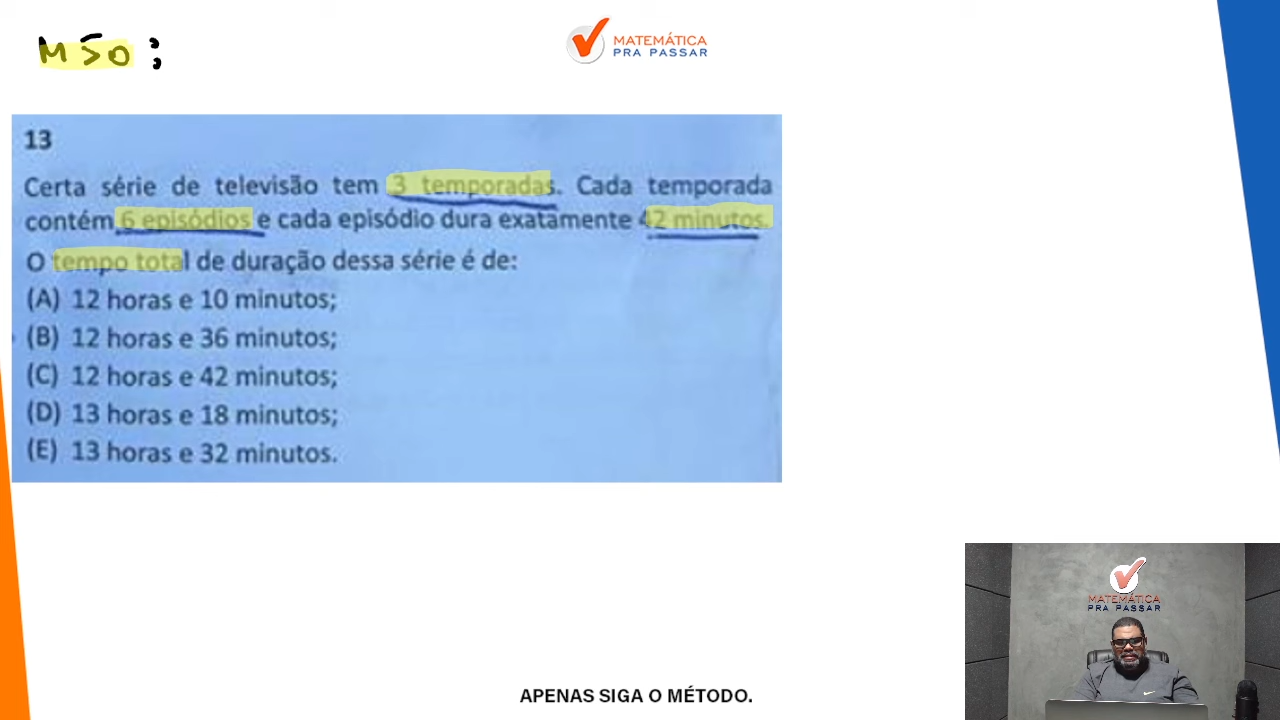 M50:
MATEMÁTICA
PRA PASSAR
13
Certa série de televisão tem 3 temporadas. Cada temporada
contém 6 episódios e cada episódio dura exatamente 42 minutos.
O tempo total de duração dessa série é de:
(A) 12 horas e 10 minutos;
(B) 12 horas e 36 minutos;
(C) 12 horas e 42 minutos;
(D) 13 horas e 18 minutos;
(E) 13 horas e 32 minutos.
MATEMÁTICA
PRA PASSAR
APENAS SIGA O MÉTODO.